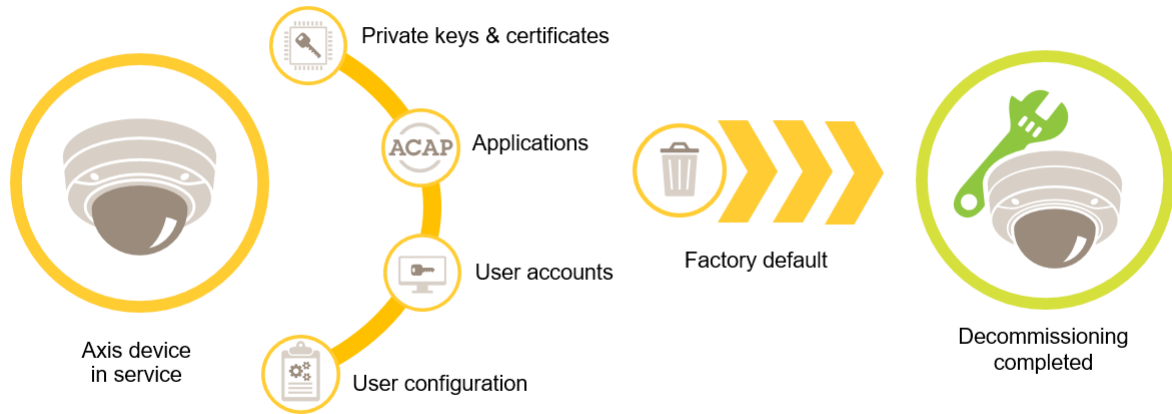 Private keys & certificates
ACAP
Applications
User accounts
User configuration
Axis device
in service
Factory default
Decommissioning
completed